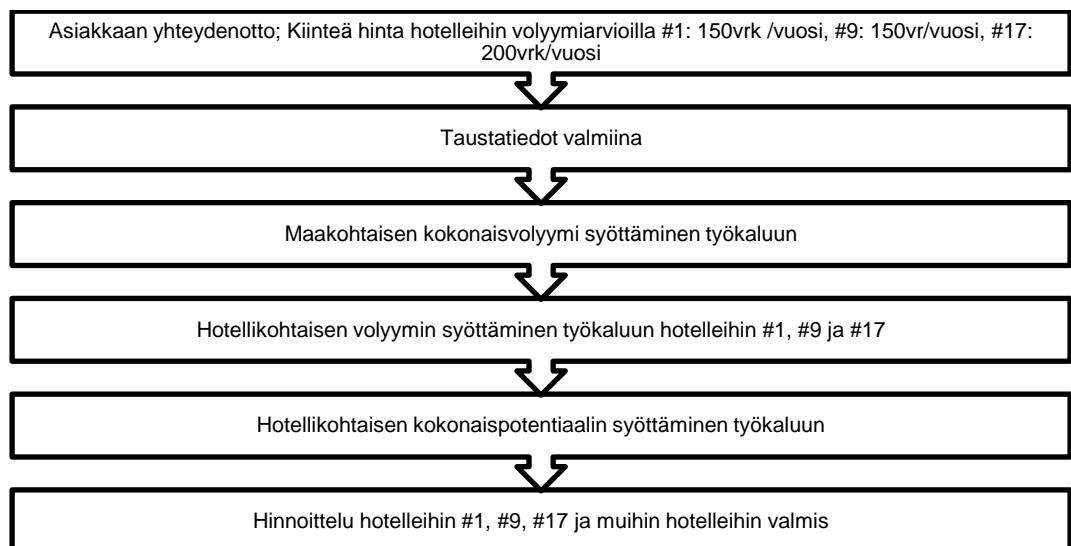 Asiakkaan yhteydenotto; Kiinteä hinta hotelleihin volyymiarvioilla #1: 150vrk /vuosi, #9: 150vr/vuosi, #17:
200vrk/vuosi
Taustatiedot valmiina
Maakohtaisen kokonaisvolyymi syöttäminen työkaluun
Hotellikohtaisen volyymin syöttäminen työkaluun hotelleihin #1, #9 ja #17
Hotellikohtaisen kokonaispotentiaalin syöttäminen työkaluun
Hinnoittelu hotelleihin #1, #9, #17 ja muihin hotelleihin valmis